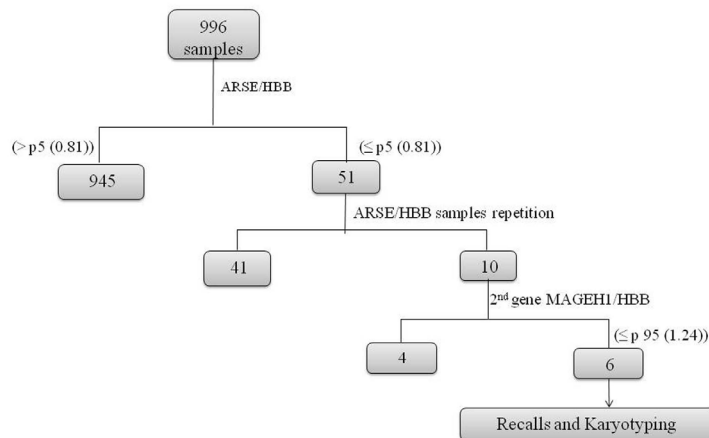 996
samples
ARSE/HBB
(> p5 (0.81))
(≤ p5 (0.81))
945
51
ARSE/HBB samples repetition
41
10
2nd gene MAGEH1/HBB
(≤ p 95 (1.24))
4
6
Recalls and Karyotyping